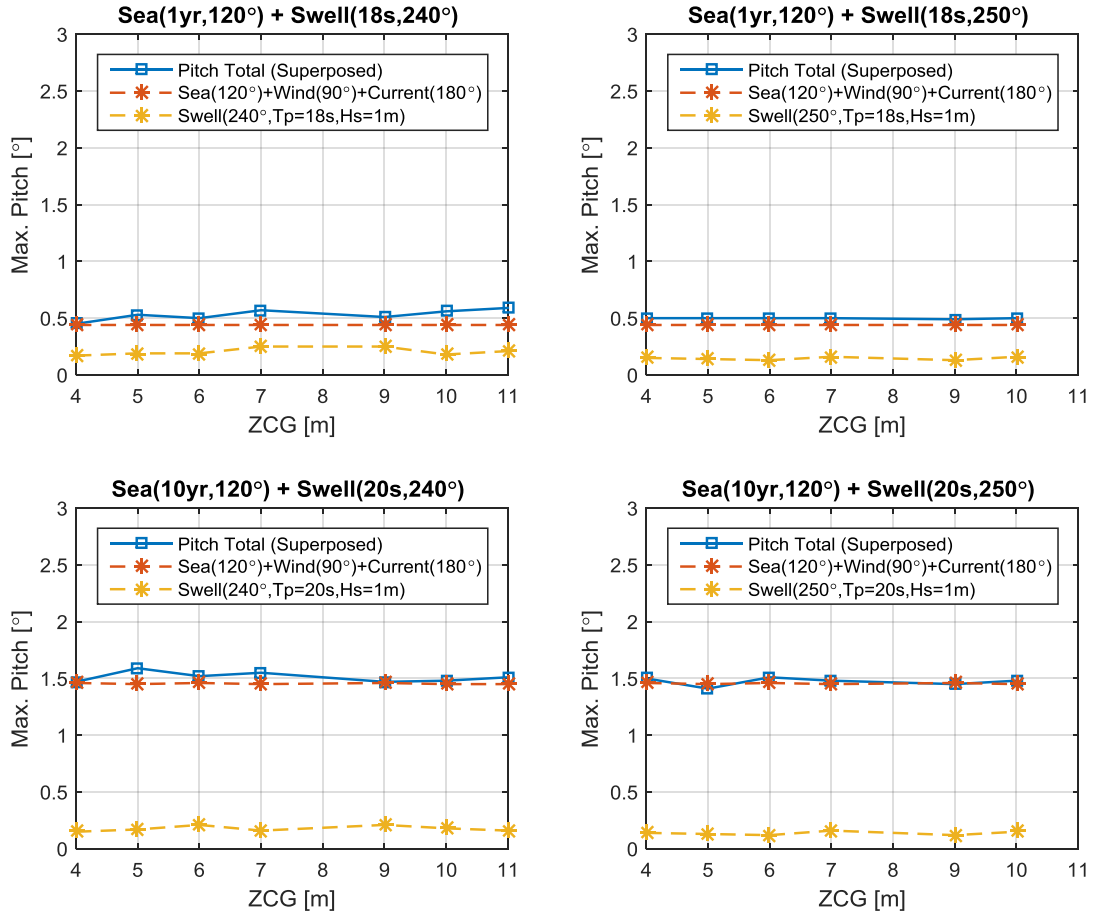 Sea(1yr,120°) + Swell(18s,240°)
3
2.5
2
1.5
1
0.5
0
Max. Pitch [°]
Pitch Total (Superposed)
Sea(120°)+Wind(90°)+Current(180°)
Swell(240°,Tp=18s,Hs=1m)
4 5 6 7 8 9 10 11
ZCG [m]
Sea(1yr,120°) + Swell(18s,250°)
3
2.5
2
1.5
1
0.5
0
Max. Pitch [°]
Pitch Total (Superposed)
Sea(120°)+Wind(90°)+Current(180°)
Swell(250°,Tp=18s,Hs=1m)
4 5 6 7 8 9 10 11
ZCG [m]
Sea(10yr,120°) + Swell(20s,240°)
3
2.5
2
1.5
1
0.5
0
Max. Pitch [°]
Pitch Total (Superposed)
Sea(120°)+Wind(90°)+Current(180°)
Swell(240°,Tp=20s,Hs=1m)
4 5 6 7 8 9 10 11
ZCG [m]
Sea(10yr,120°) + Swell(20s,250°)
3
2.5
2
1.5
1
0.5
0
Max. Pitch [°]
Pitch Total (Superposed)
Sea(120°)+Wind(90°)+Current(180°)
Swell(250°,Tp=20s,Hs=1m)
4 5 6 7 8 9 10 11
ZCG [m]